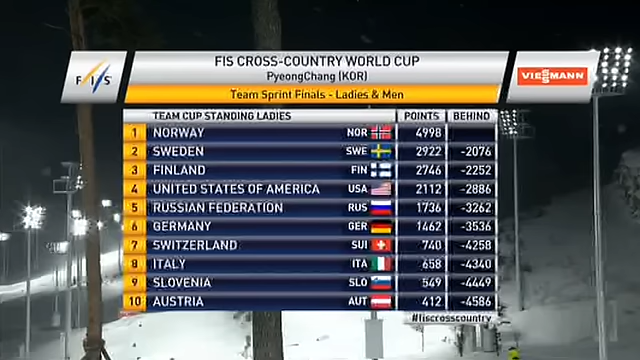 FIS CROSS-COUNTRY WORLD CUP
FIS
PyeongChang (KOR)
VIESSMANN
Team Sprint Finals - Ladies & Men
TEAM CUP STANDING LADIES POINTS BEHIND
1 NORWAY NOR 4998
2 SWEDEN SWE 2922 -2076
3 FINLAND FIN 2746 -2252
4 UNITED STATES OF AMERICA USA 2112 -2886
5 RUSSIAN FEDERATION RUS 1736 -3262
6 GERMANY GER 1462 -3536
7 SWITZERLAND SUI 740 -4258
8 ITALY ITA 658 -4340
9 SLOVENIA SLO 549 -4449
10 AUSTRIA AUT 412 -4586
#fiscrosscountry